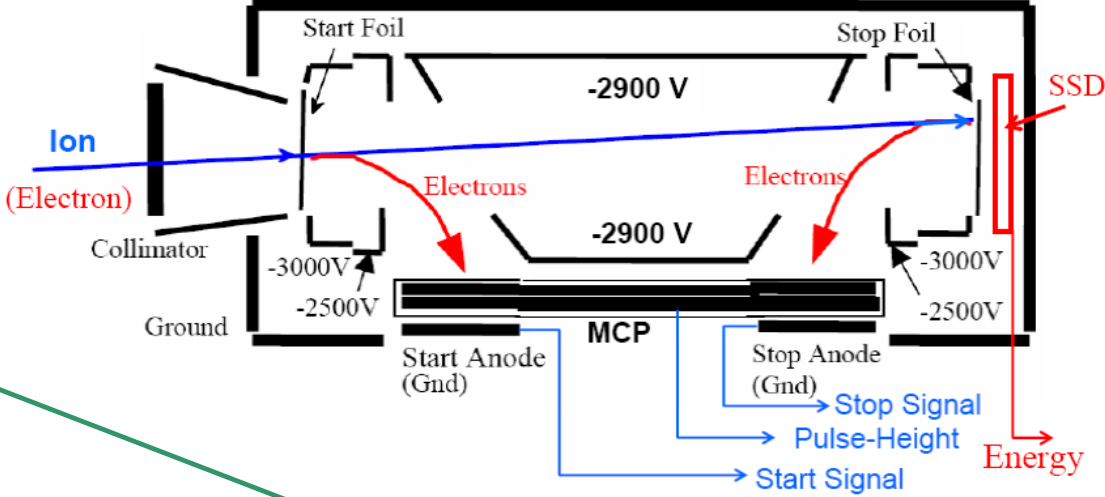 Start Foil
Stop Foil
-2900 V
SSD
Ion
(Electron)
Electrons
Electrons
Collimator
-2900 V
-3000V
-3000V
-2500V
-2500V
Ground
MCP
Start Anode
(Gnd)
Stop Anode
(Gnd)
Stop Signal
Pulse-Height
Energy
Start Signal